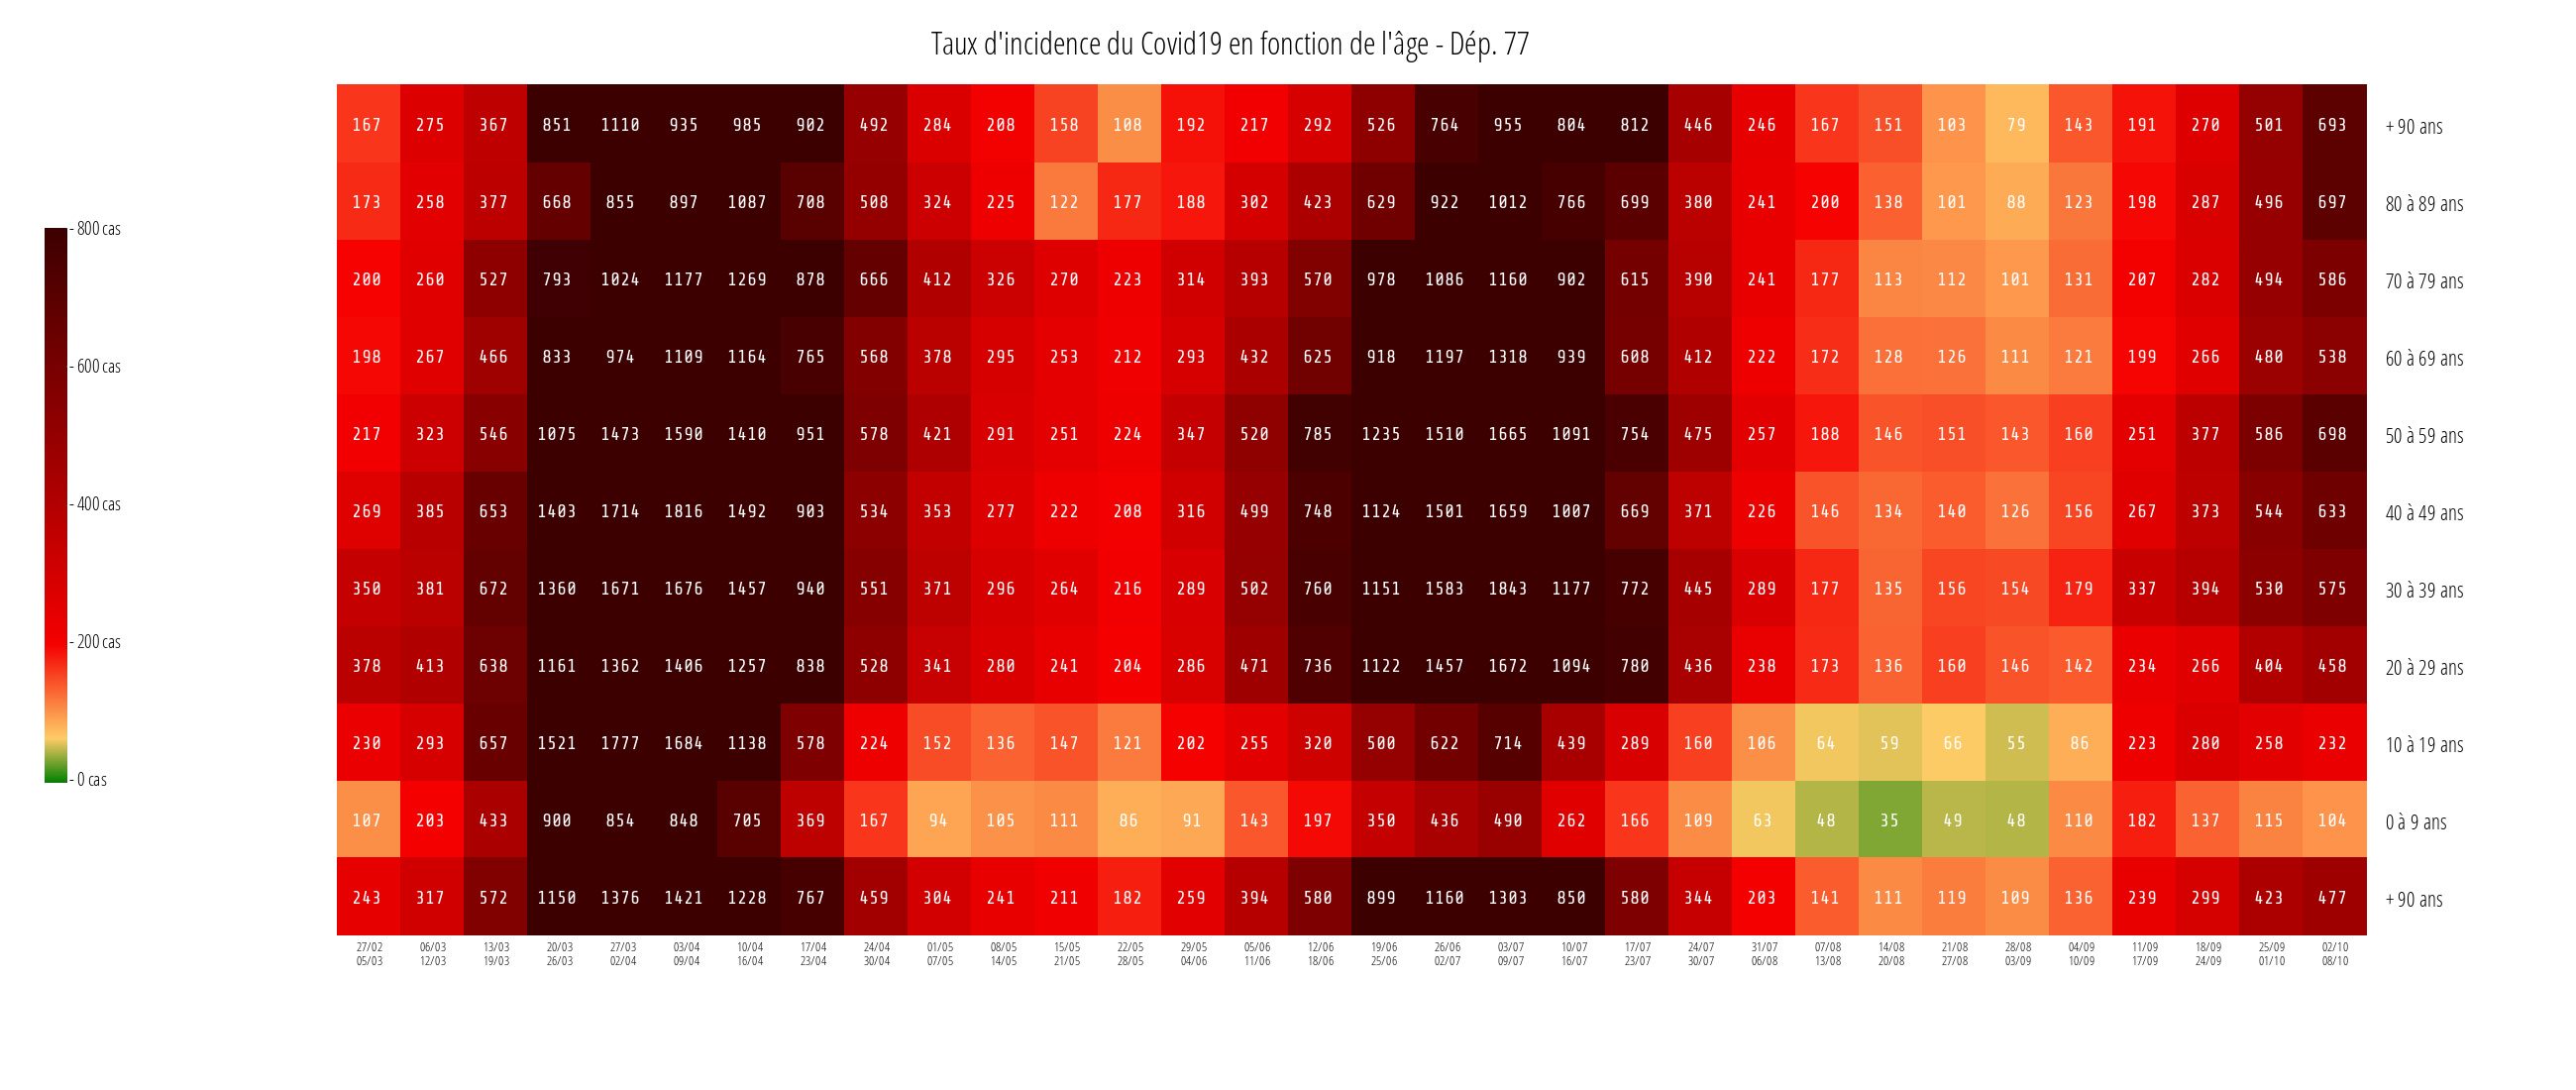 Taux d'incidence du Covid19 en fonction de l'âge - Dép. 77
- 800 cas
- 600 cas
- 400 cas
- 200 cas
- 0 cas
167 275 367 851 1110 935 985 902 492 284 208 158 108 192 217 292 526 764 955 804 812 446 246 167 151 103 79 143 191 270 501 693 + 90 ans
173 258 377 668 855 897 1087 708 508 324 225 122 177 188 302 423 629 922 1012 766 699 380 241 200 138 101 88 123 198 287 496 697 80 à 89 ans
200 260 527 793 1024 1177 1269 878 666 412 326 270 223 314 393 570 978 1086 1160 902 615 390 241 177 113 112 101 131 207 282 494 586 70 à 79 ans
198 267 466 833 974 1109 1164 765 568 378 295 253 212 293 432 625 918 1197 1318 939 608 412 222 172 128 126 111 121 199 266 480 538 60 à 69 ans
217 323 546 1075 1473 1590 1410 951 578 421 291 251 224 347 520 785 1235 1510 1665 1091 754 475 257 188 146 151 143 160 251 377 586 698 50 à 59 ans
269 385 653 1403 1714 1816 1492 903 534 353 277 222 208 316 499 748 1124 1501 1659 1007 669 371 226 146 134 140 126 156 267 373 544 633 40 à 49 ans
350 381 672 1360 1671 1676 1457 940 551 371 296 264 216 289 502 760 1151 1583 1843 1177 772 445 289 177 135 156 154 179 337 394 530 575 30 à 39 ans
378 413 638 1161 1362 1406 1257 838 528 341 280 241 204 286 471 736 1122 1457 1672 1094 780 436 238 173 136 160 146 142 234 266 404 458 20 à 29 ans
230 293 657 1521 1777 1684 1138 578 224 152 136 147 121 202 255 320 500 622 714 439 289 160 106 64 59 66 55 86 223 280 258 232 10 à 19 ans
107 203 433 900 854 848 705 369 167 94 105 111 86 91 143 197 350 436 490 262 166 109 63 48 35 49 48 110 182 137 115 104 0 à 9 ans
243 317 572 1150 1376 1421 1228 767 459 304 241 211 182 259 394 580 899 1160 1303 850 580 344 203 141 111 119 109 136 239 299 423 477 + 90 ans
27/02 06/03 13/03 20/03 27/03 03/04 10/04 17/04 24/04 01/05 08/05 15/05 22/05 29/05 05/06 12/06 19/06 26/06 03/07 10/07 17/07 24/07 31/07 07/08 14/08 21/08 28/08 04/09 11/09 18/09 25/09 02/10
05/03 12/03 19/03 26/03 02/04 09/04 16/04 23/04 30/04 07/05 14/05 21/05 28/05 04/06 11/06 18/06 25/06 02/07 09/07 16/07 23/07 30/07 06/08 13/08 20/08 27/08 03/09 10/09 17/09 24/09 01/10 08/10